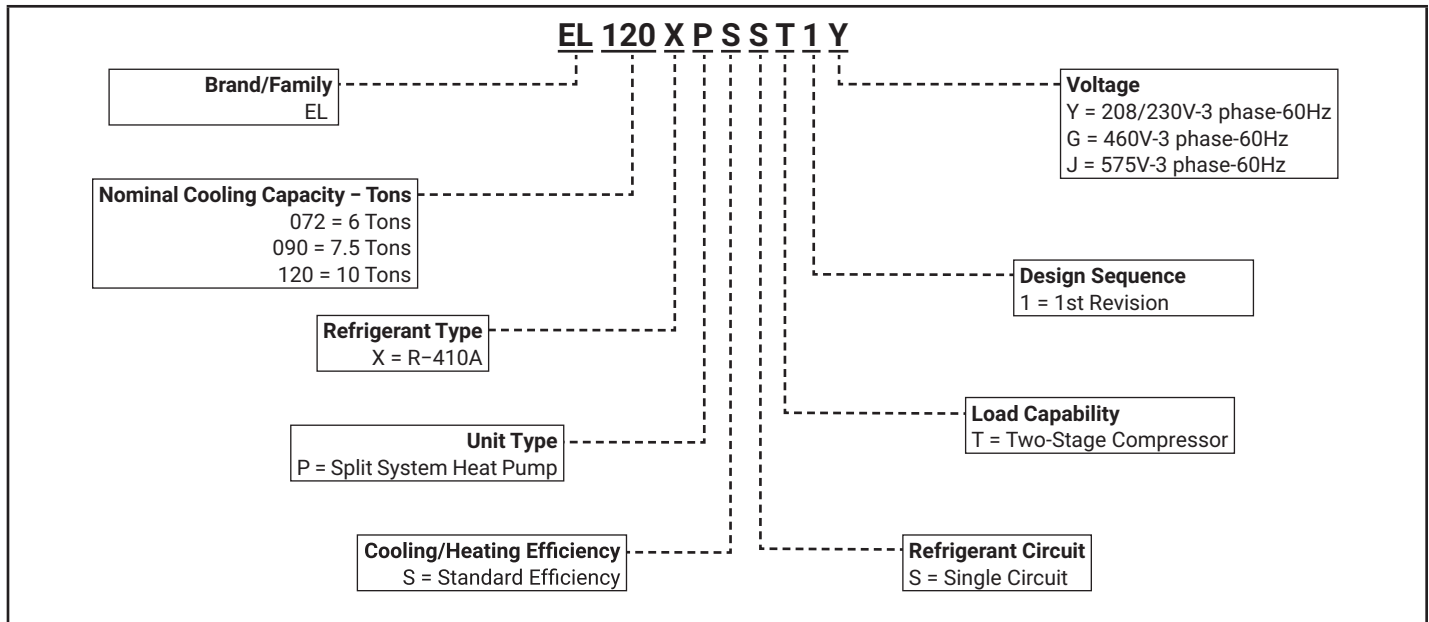 EL 120 X P S S T 1 Y
Brand/Family
EL
Voltage
Y = 208/230V-3 phase-60Hz
G = 460V-3 phase-60Hz
J = 575V-3 phase-60Hz
Nominal Cooling Capacity – Tons
072 = 6 Tons
090 = 7.5 Tons
120 = 10 Tons
Design Sequence
1 = 1st Revision
Refrigerant Type
X = R–410A
Load Capability
T = Two-Stage Compressor
Unit Type
P = Split System Heat Pump
Cooling/Heating Efficiency
S = Standard Efficiency
Refrigerant Circuit
S = Single Circuit